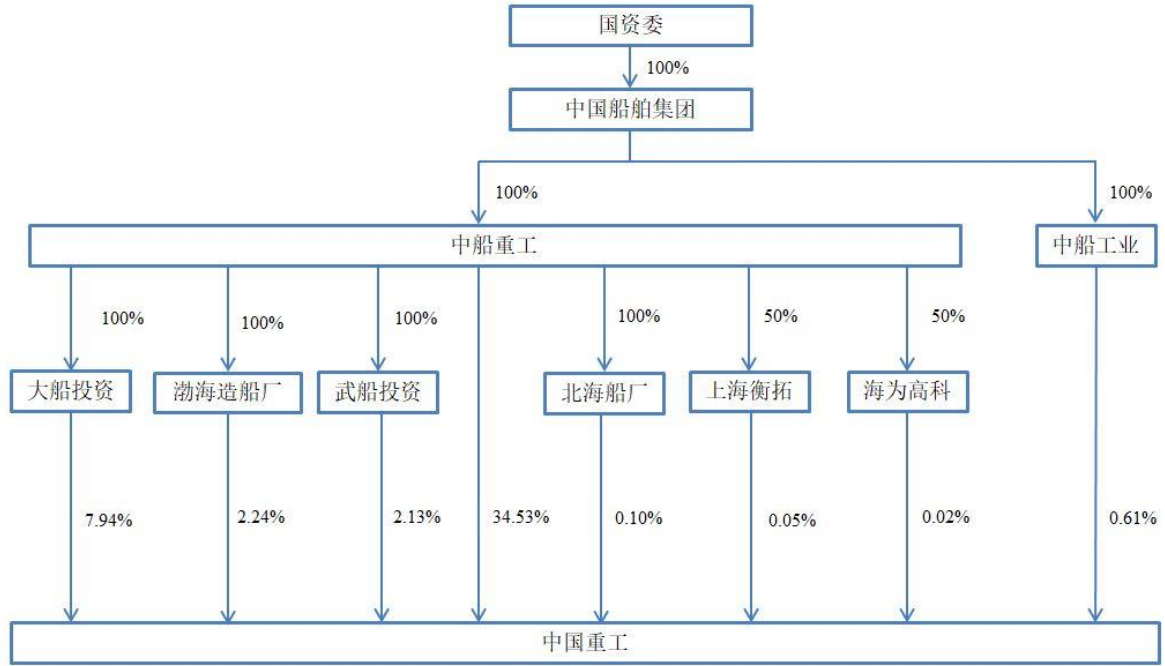 国资委
100%
中国船舶集团
100%
100%
中船重工
中船工业
100%
100%
100%
100%
50%
50%
大船投资
渤海造船厂
武船投资
北海船厂
上海衡拓
海为高科
7.94%
2.24%
2.13%
34.53%
0.10%
0.05%
0.02%
0.61%
中国重工